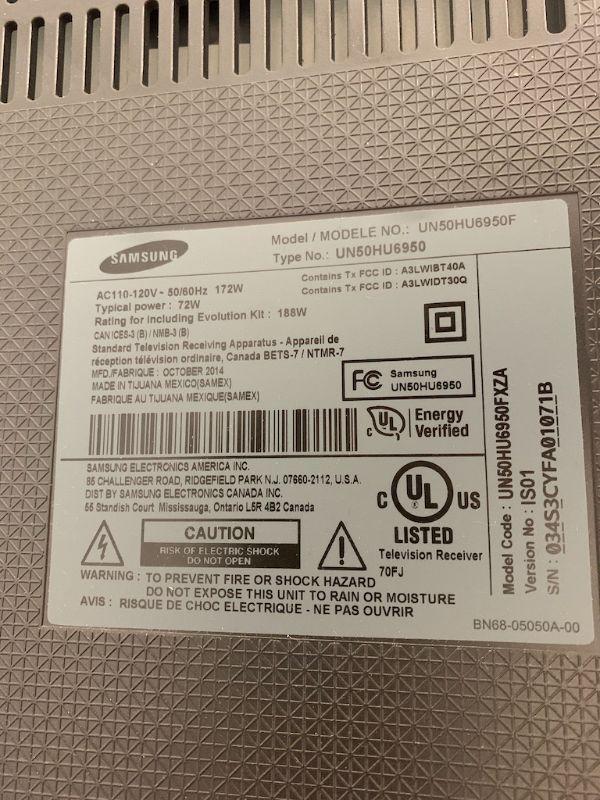 SAMSUNG
Model / MODELE NO.: UN50HU6950F
Type No.: UN50HU6950
AC110-120V~ 50/60Hz 172W
Typical power : 72W
Rating for including Evolution Kit : 188W
Contains Tx FCC ID : A3LWIBT40A
Contains Tx FCC ID : A3LWIDT30Q
CAN ICES-3 (B) / NMB-3 (B)
Standard Television Receiving Apparatus - Appareil de
réception télévision ordinaire, Canada BETS-7 / NTMR-7
MFD./FABRIQUE : OCTOBER 2014
MADE IN TIJUANA MEXICO(SAMEX)
FABRIQUE AU TIJUANA MEXIQUE(SAMEX)
FC Samsung
UN50HU6950
C UL Energy
Verified
SAMSUNG ELECTRONICS AMERICA INC.
85 CHALLENGER ROAD, RIDGEFIELD PARK N.J. 07660-2112, U.S.A.
DIST BY SAMSUNG ELECTRONICS CANADA INC.
55 Standish Court Mississauga, Ontario L5R 4B2 Canada
C UL US
LISTED
Television Receiver
70FJ
CAUTION
RISK OF ELECTRIC SHOCK
DO NOT OPEN
WARNING : TO PREVENT FIRE OR SHOCK HAZARD
DO NOT EXPOSE THIS UNIT TO RAIN OR MOISTURE
AVIS : RISQUE DE CHOC ELECTRIQUE - NE PAS OUVRIR
Model Code : UN50HU6950FXZA
Version No : IS01
S/N : 034S3CYFA01071B
BN68-05050A-00